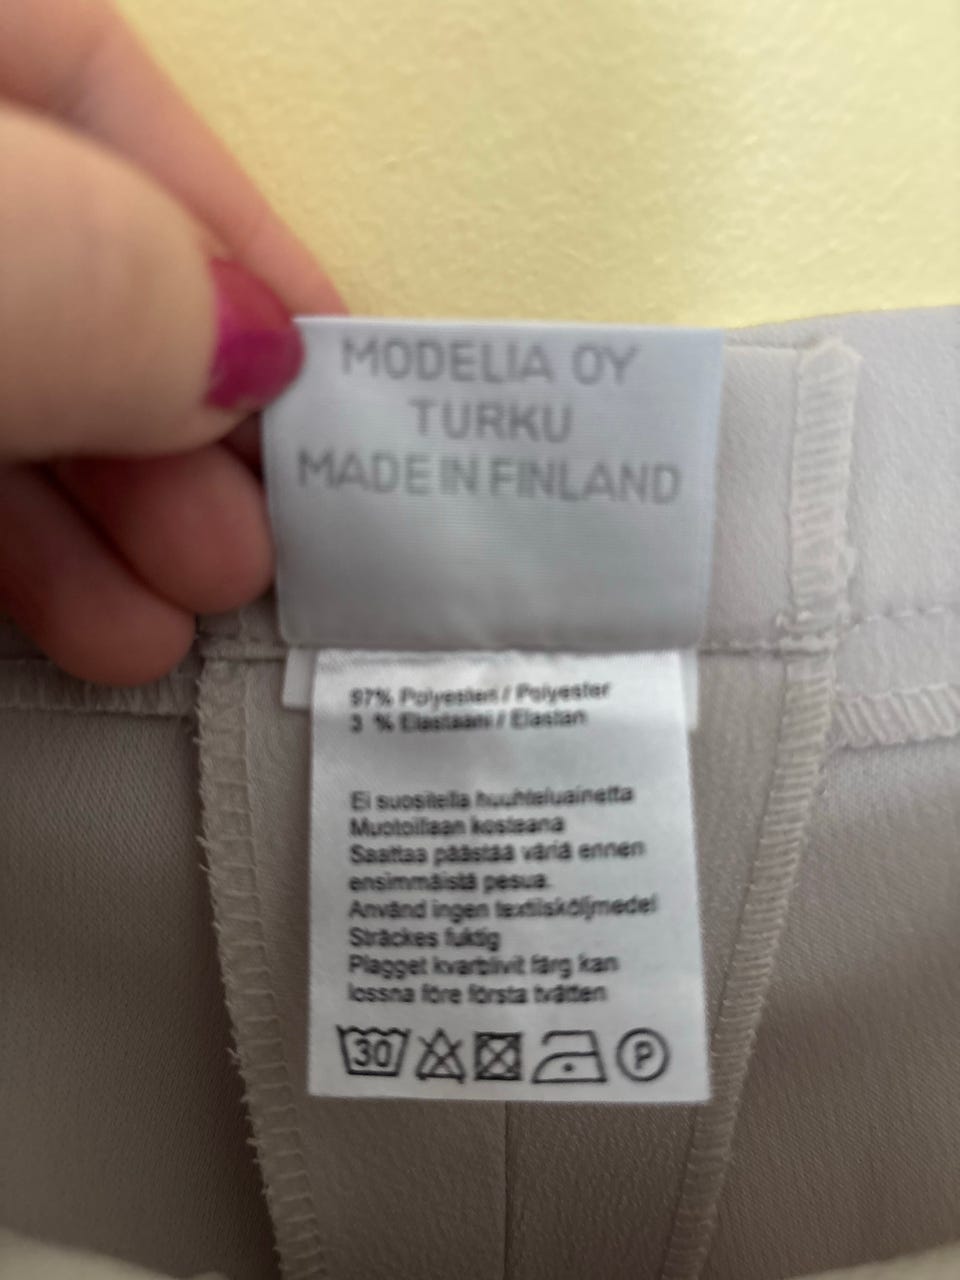 MODELIA OY
TURKU
MADE IN FINLAND
97% Polyesteri / Polyester
3 % Elastaani / Elastan
Ei suositella huuhteluainetta
Muotoillaan kosteana
Saattaa päästää väriä ennen
ensimmäistä pesua.
Använd ingen textilsköljmedel
Sträckes fuktig
Plagget kvarblivit färg kan
lossna före första tvätten
30 P